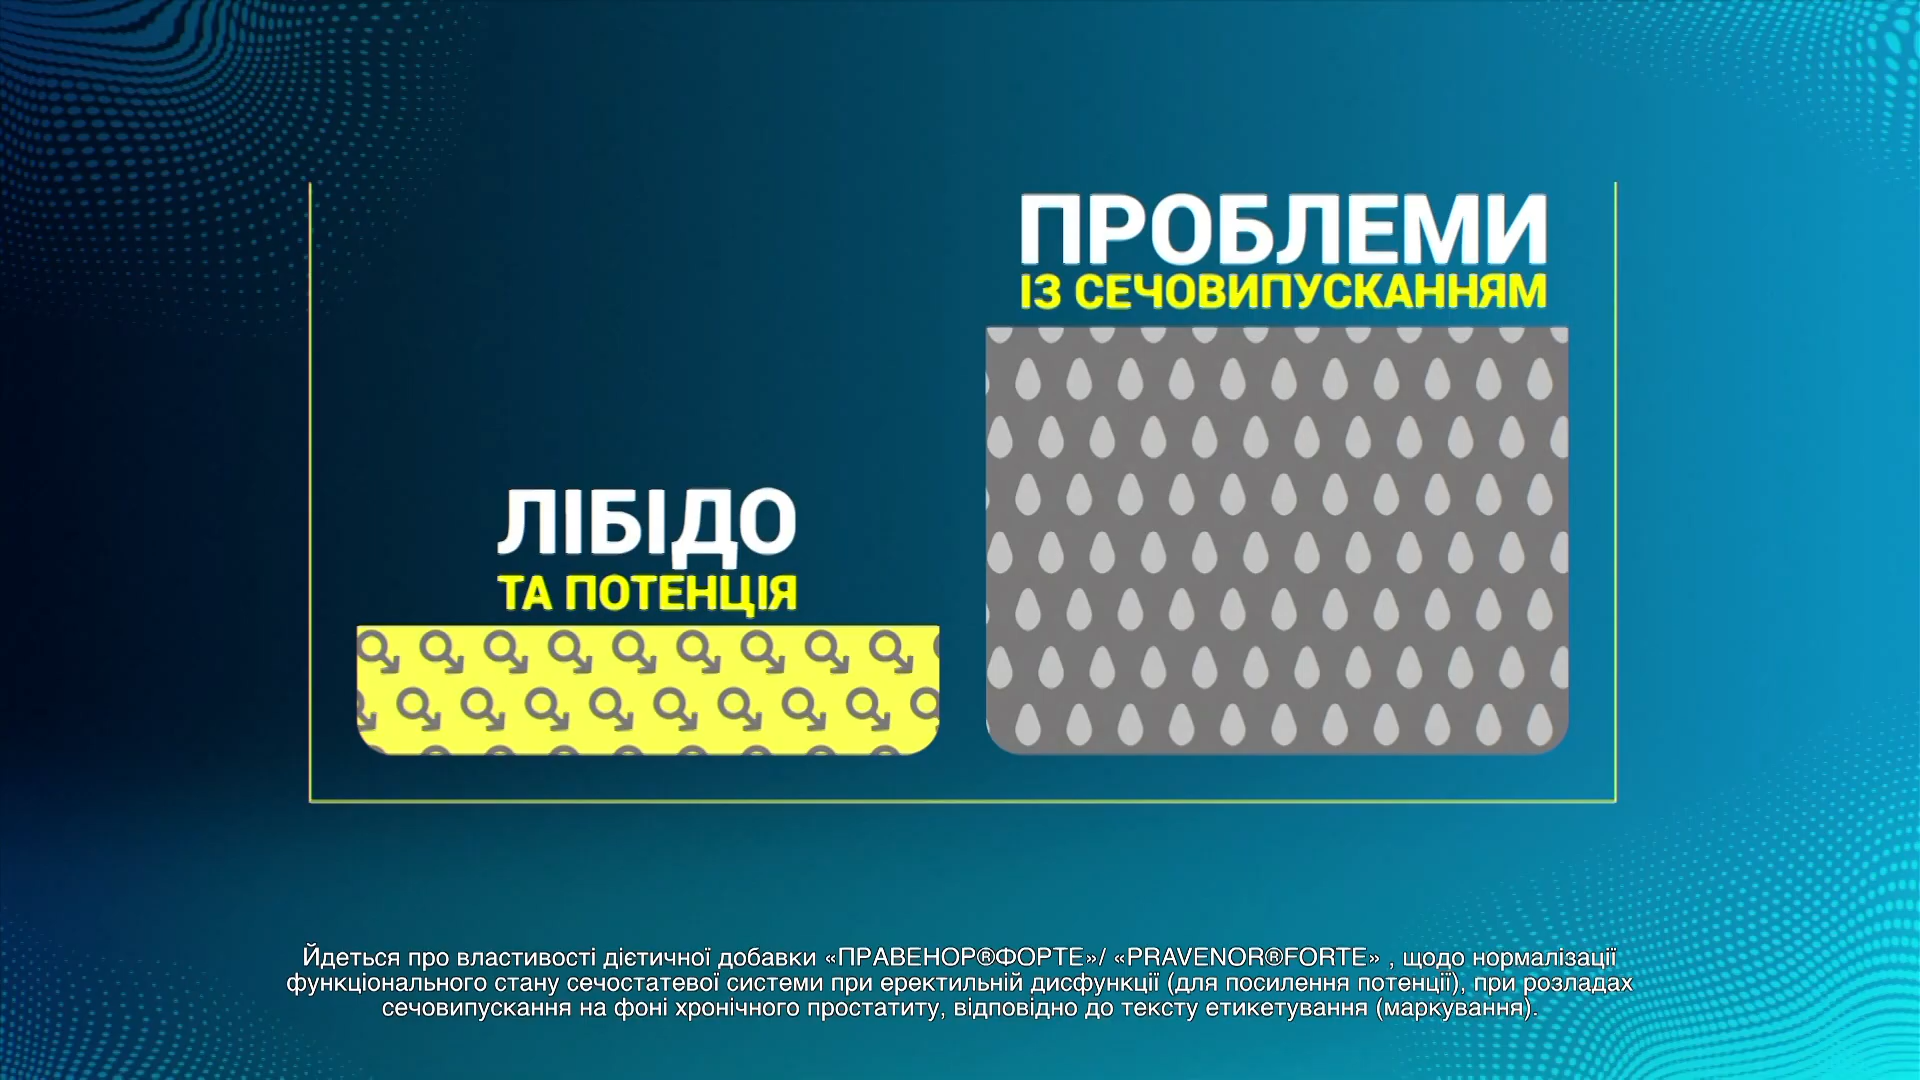 ПРОБЛЕМИ
ІЗ СЕЧОВИПУСКАННЯМ
ЛІБІДО
ТА ПОТЕНЦІЯ
Йдеться про властивості дієтичної добавки «ПРАВЕНОР®ФОРТЕ»/ «PRAVENOR®FORTE» , щодо нормалізації
функціонального стану сечостатевої системи при еректильній дисфункції (для посилення потенції), при розладах
сечовипускання на фоні хронічного простатиту, відповідно до тексту етикетування (маркування).